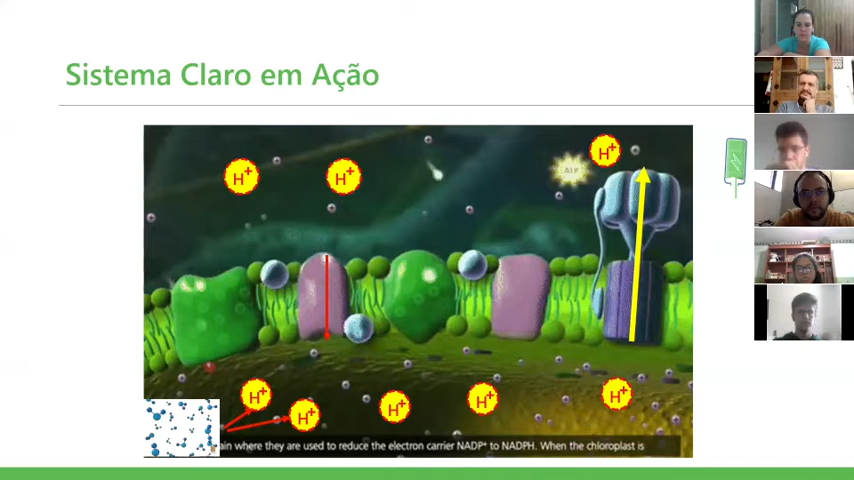 Sistema Claro em Ação
H+
H+
H+
ATP
H+
H+
H+
H+
H+
ain where they are used to reduce the electron carrier NADP+ to NADPH. When the chloroplast is